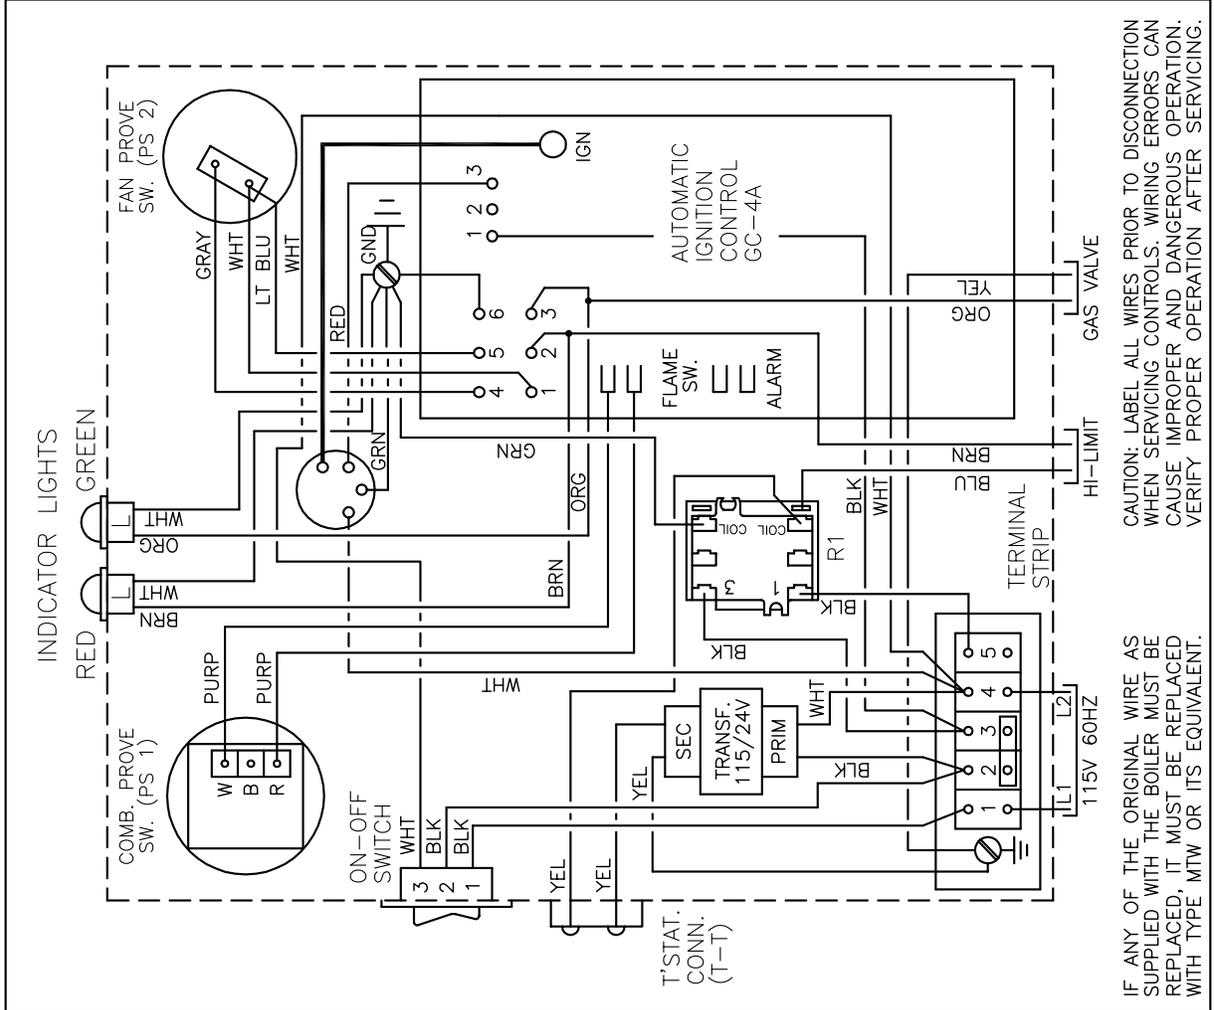 INDICATOR LIGHTS
RED
GREEN
L
L
BRN
WHT
ORG
WHT
COMB. PROVE
SW. (PS 1)
W
B
R
PURP
PURP
FAN PROVE
SW. (PS 2)
GRAY
WHT
LT BLU
WHT
RED
GND
GRN
GRN
ON-OFF
SWITCH
WHT
BLK
BLK
3
2
1
YEL
YEL
T'STAT.
CONN.
(T-T)
WHT
BRN
ORG
4
5
6
1
2
3
1
2
3
IGN
FLAME
SW.
ALARM
AUTOMATIC
IGNITION
CONTROL
GC-4A
YEL
SEC
TRANSF.
115/24V
PRIM
WHT
BLK
BLK
3
1
COIL
COIL
R1
BLK
BLK
WHT
TERMINAL
STRIP
1
2
3
4
5
L1
L2
115V 60HZ
BLU
BRN
HI-LIMIT
ORG
YEL
GAS VALVE
IF ANY OF THE ORIGINAL WIRE AS
SUPPLIED WITH THE BOILER MUST BE
REPLACED, IT MUST BE REPLACED
WITH TYPE MTW OR ITS EQUIVALENT.
CAUTION: LABEL ALL WIRES PRIOR TO DISCONNECTION
WHEN SERVICING CONTROLS. WIRING ERRORS CAN
CAUSE IMPROPER AND DANGEROUS OPERATION.
VERIFY PROPER OPERATION AFTER SERVICING.